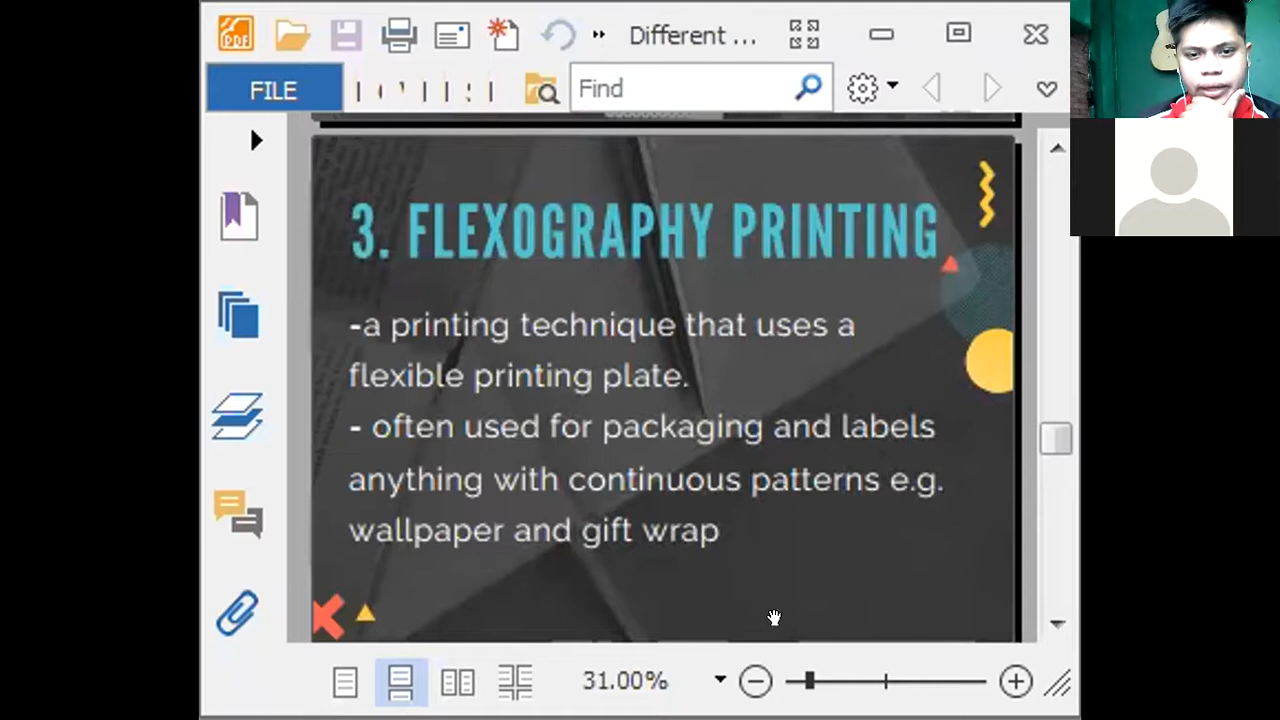 PDF
Different ...
FILE
Find
3. FLEXOGRAPHY PRINTING
-a printing technique that uses a
flexible printing plate.
- often used for packaging and labels
anything with continuous patterns e.g.
wallpaper and gift wrap
31.00%